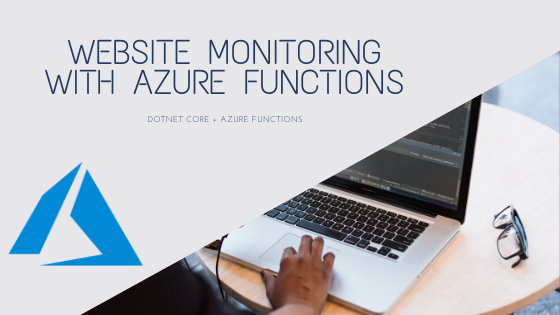 WEBSITE MONITORING
WITH AZURE FUNCTIONS
DOTNET CORE + AZURE FUNCTIONS